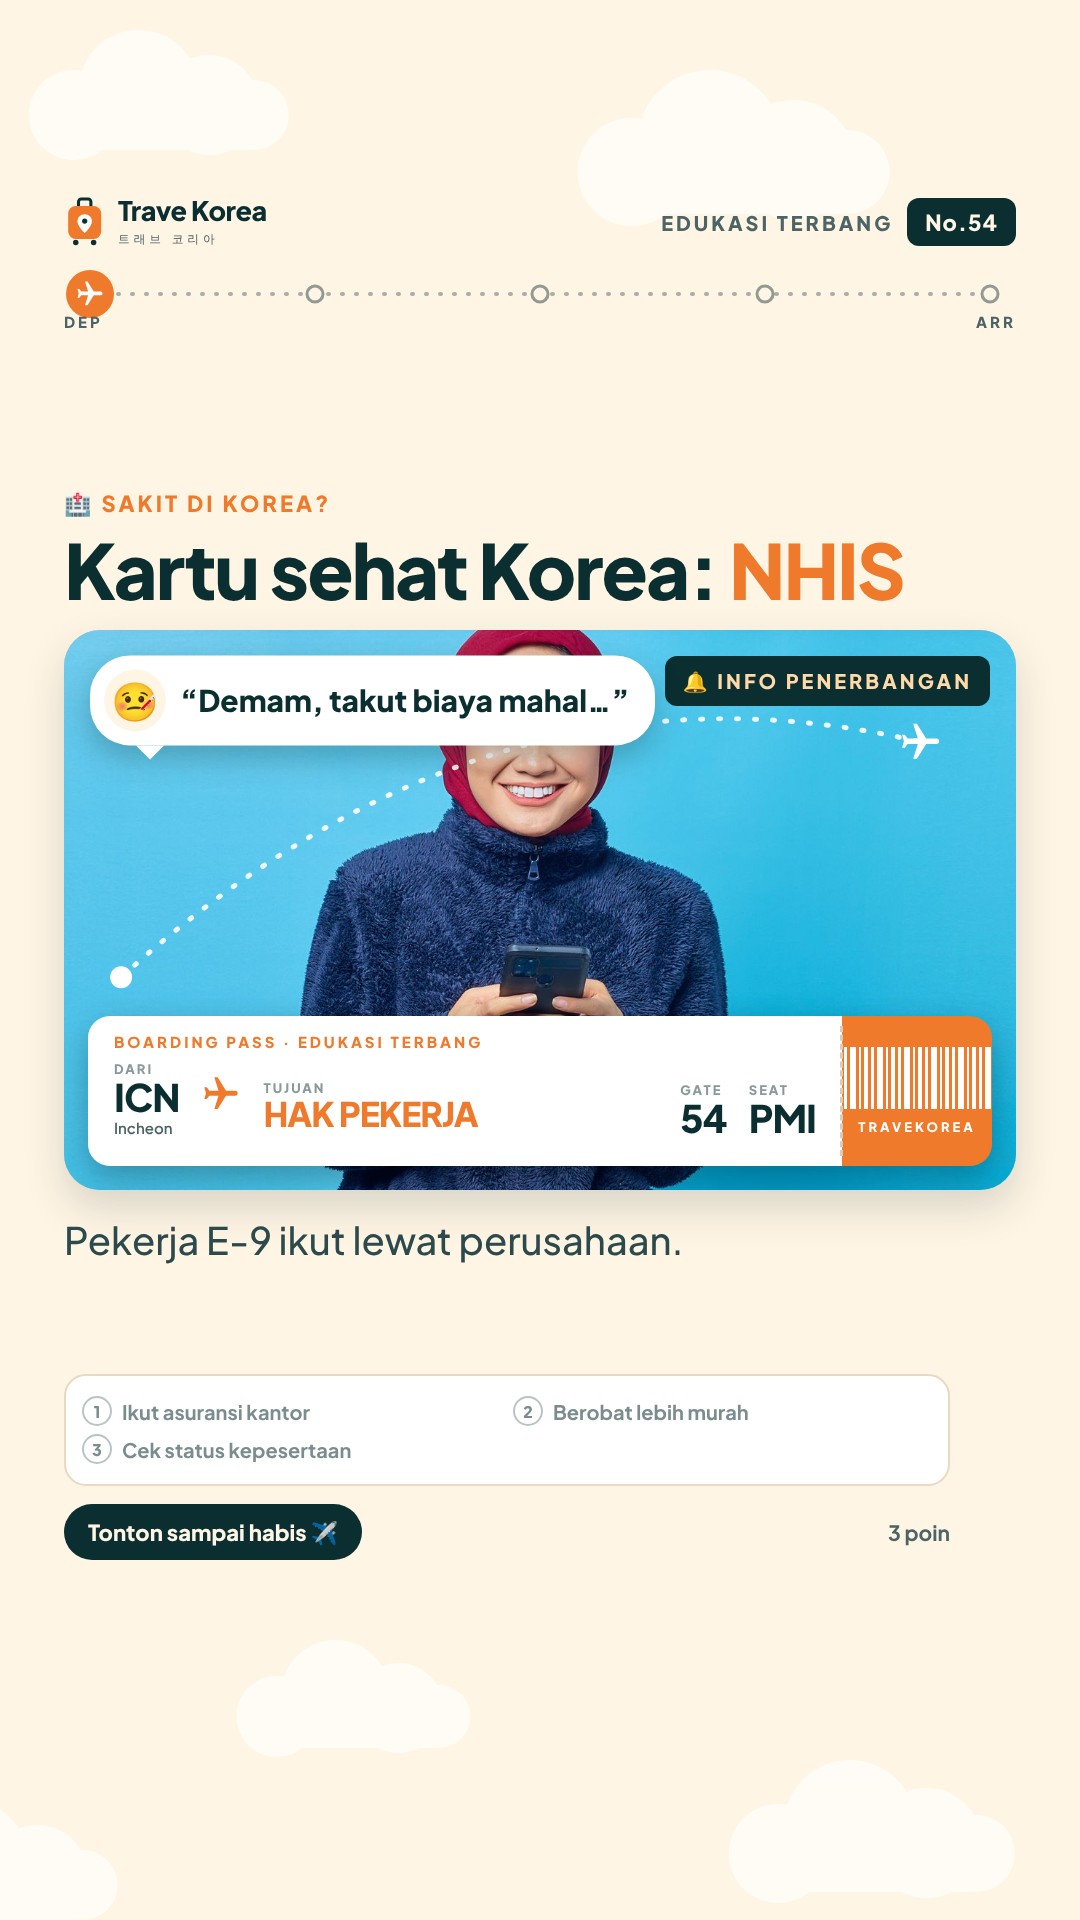 Trave Korea
트래브 코리아
EDUKASI TERBANG
No.54
DEP
ARR
SAKIT DI KOREA?
Kartu sehat Korea: NHIS
“Demam, takut biaya mahal...”
INFO PENERBANGAN
BOARDING PASS · EDUKASI TERBANG
DARI
ICN
Incheon
TUJUAN
HAK PEKERJA
GATE
54
SEAT
PMI
TRAVEKOREA
Pekerja E-9 ikut lewat perusahaan.
1 Ikut asuransi kantor
2 Berobat lebih murah
3 Cek status kepesertaan
Tonton sampai habis
3 poin